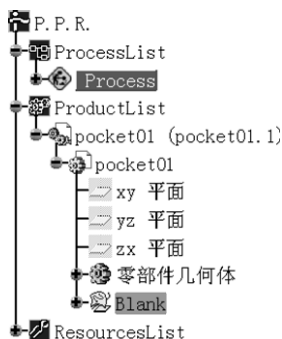 P.P.R.
ProcessList
Process
ProductList
pocket01 (pocket01.1)
pocket01
xy 平面
yz 平面
zx 平面
零部件几何体
Blank
ResourcesList